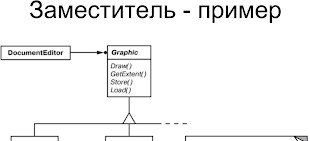 Заместитель - пример
DocumentEditor
Graphic
Draw()
GetExtent()
Store()
Load()